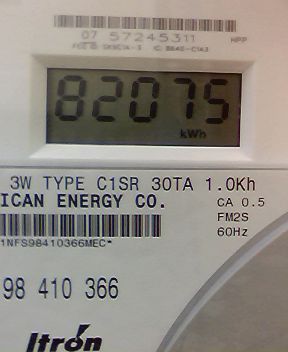 07 57245311
HPP
82075
kWh
3W TYPE C1SR 30TA 1.0Kh
ICAN ENERGY CO.
CA 0.5
FM2S
60Hz
1NFS98410366MEC*
98 410 366
Itron